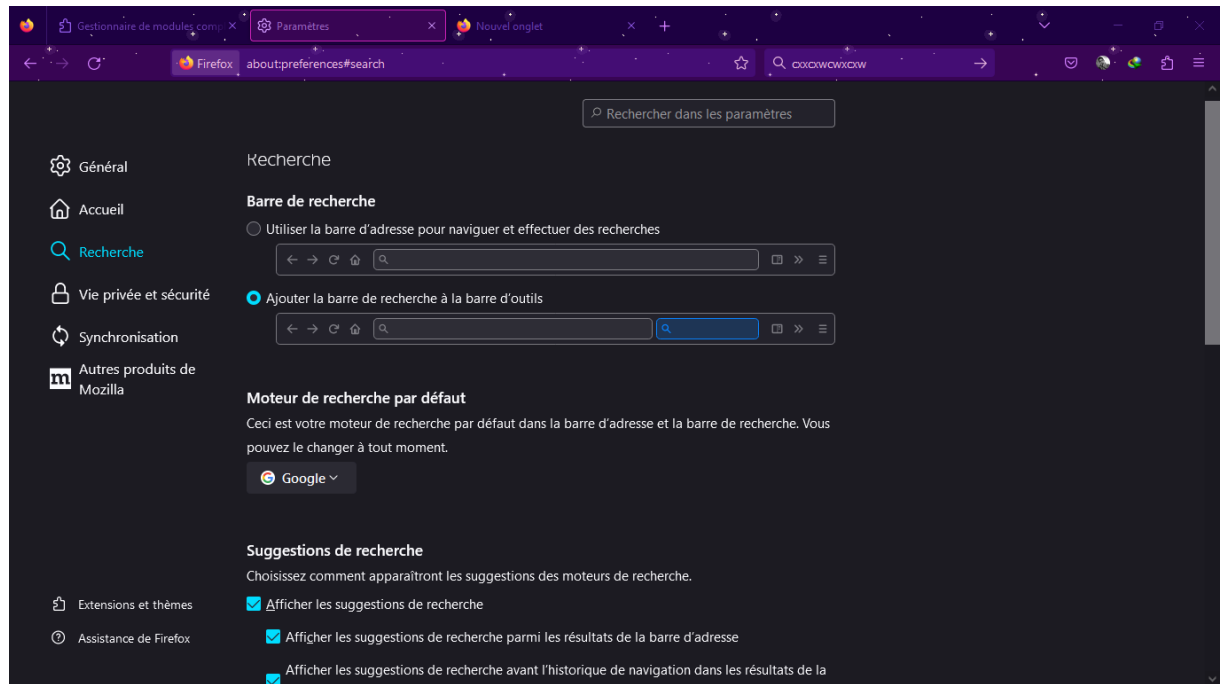 Gestionnaire de modules comp
Paramètres
Nouvel onglet
Firefox
about:preferences#search
cxxcxwcwxcxw
Rechercher dans les paramètres
Général
Accueil
Recherche
Vie privée et sécurité
Synchronisation
Autres produits de
Mozilla
Extensions et thèmes
Assistance de Firefox
Recherche
Barre de recherche
Utiliser la barre d’adresse pour naviguer et effectuer des recherches
Ajouter la barre de recherche à la barre d’outils
Moteur de recherche par défaut
Ceci est votre moteur de recherche par défaut dans la barre d’adresse et la barre de recherche. Vous
pouvez le changer à tout moment.
Google
Suggestions de recherche
Choisissez comment apparaîtront les suggestions des moteurs de recherche.
Afficher les suggestions de recherche
Afficher les suggestions de recherche parmi les résultats de la barre d’adresse
Afficher les suggestions de recherche avant l’historique de navigation dans les résultats de la